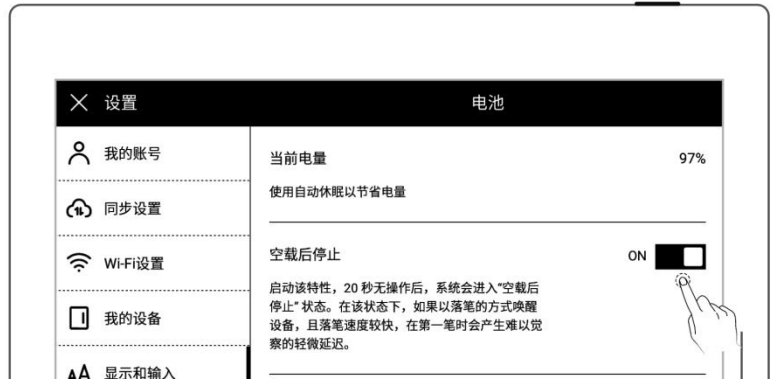 设置
电池
我的账号
同步设置
Wi-Fi设置
我的设备
显示和输入
当前电量
97%
使用自动休眠以节省电量
空载后停止
ON
启动该特性，20 秒无操作后，系统会进入“空载后
停止” 状态。在该状态下，如果以落笔的方式唤醒
设备，且落笔速度较快，在第一笔时会产生难以觉
察的轻微延迟。